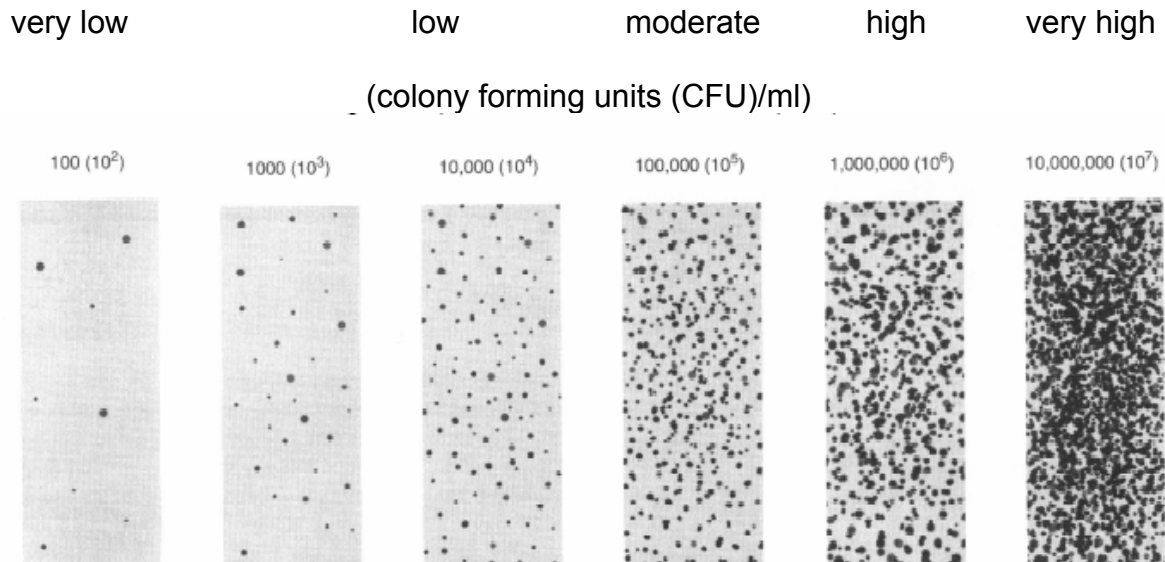 very low low moderate high very high
(colony forming units (CFU)/ml)
100 (10²) 1000 (10³) 10,000 (10⁴) 100,000 (10⁵) 1,000,000 (10⁶) 10,000,000 (10⁷)